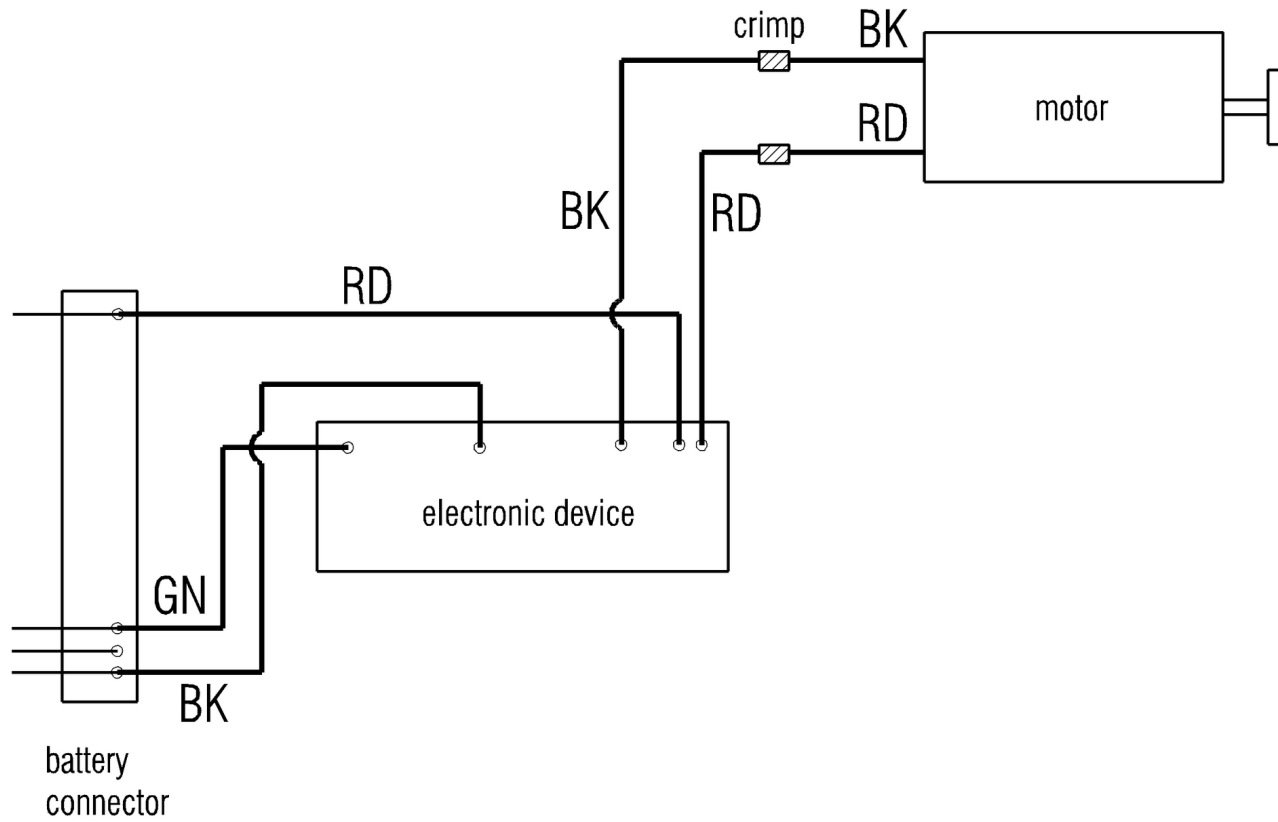 crimp
BK
motor
RD
BK
RD
RD
electronic device
GN
BK
battery
connector